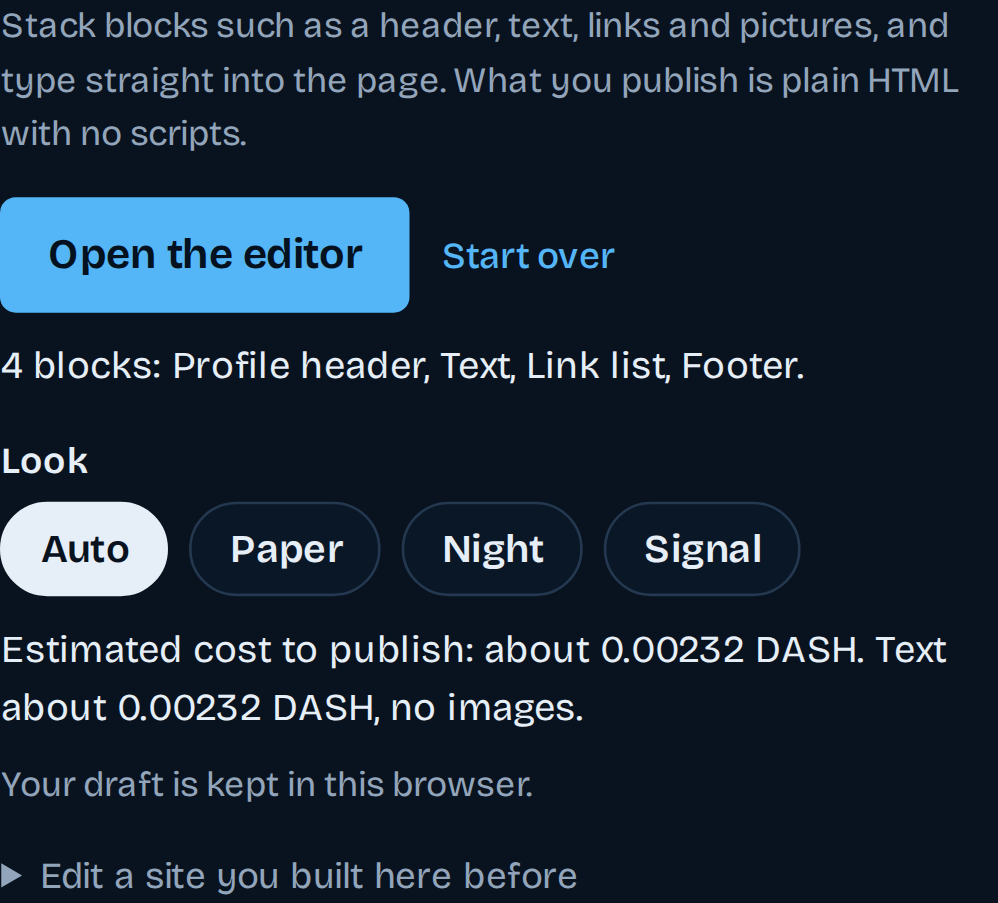 Stack blocks such as a header, text, links and pictures, and
type straight into the page. What you publish is plain HTML
with no scripts.
Open the editor
Start over
4 blocks: Profile header, Text, Link list, Footer.
Look
Auto
Paper
Night
Signal
Estimated cost to publish: about 0.00232 DASH. Text
about 0.00232 DASH, no images.
Your draft is kept in this browser.
Edit a site you built here before